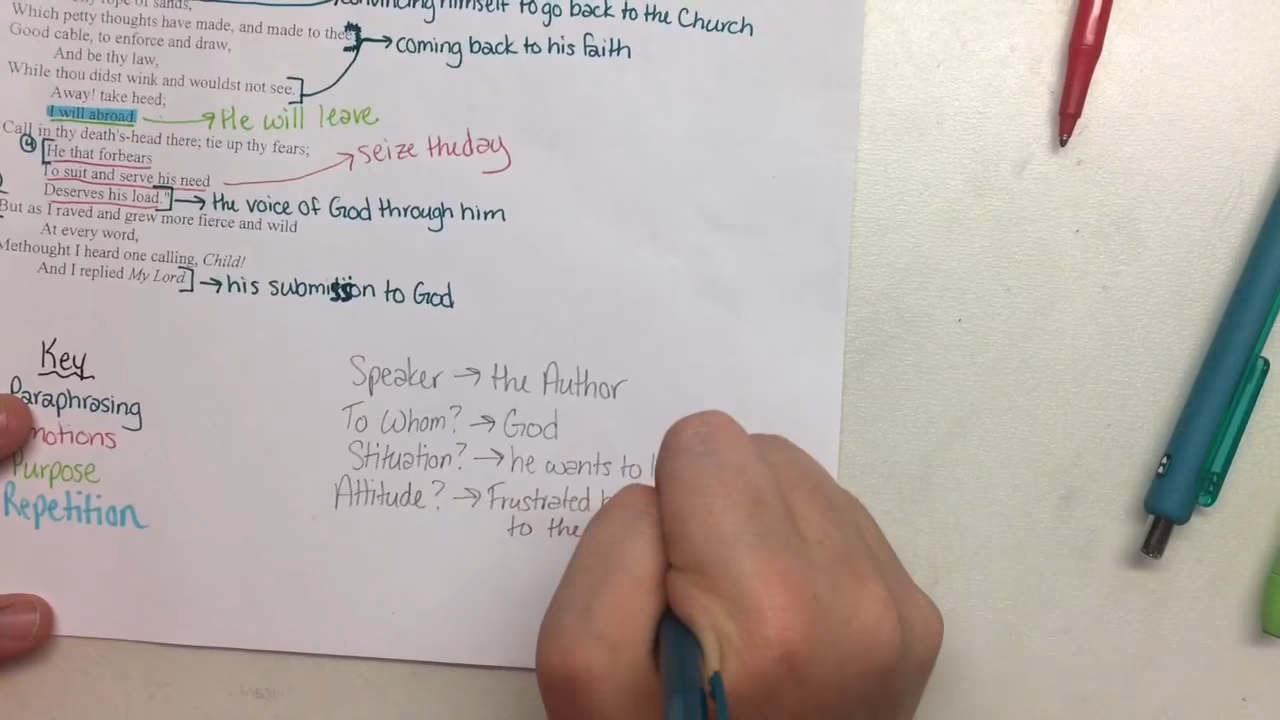 rope of sands,
convincing himself to go back to the Church
Which petty thoughts have made, and made to thee
Good cable, to enforce and draw,
→ coming back to his faith
And be thy law,
While thou didst wink and wouldst not see.
Away! take heed;
I will abroad → He will leave
Call in thy death's-head there; tie up thy fears;
4 He that forbears
To suit and serve his need → seize the day
Deserves his load." → the voice of God through him
But as I raved and grew more fierce and wild
At every word,
Methought I heard one calling, Child!
And I replied My Lord → his submission to God
Key
Paraphrasing
motions
Purpose
Repetition
Speaker → the Author
To Whom? → God
Stituation? → he wants to
Attitude? → Frustrated
to the